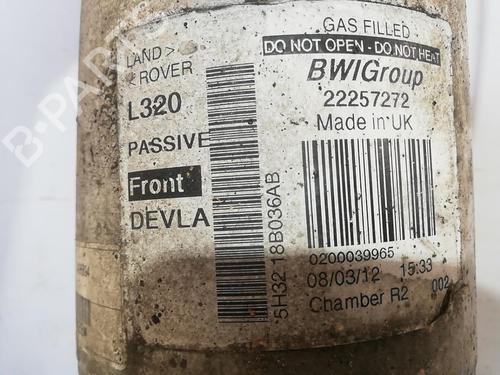 GAS FILLED
DO NOT OPEN - DO NOT HEAT
LAND >
< ROVER
BWIGroup
22257272
Made in UK
L320
PASSIVE
Front
DEVLA
5H32 18B036AB
0200039965
08/03/12 15:33
Chamber R2 002
B-PARTS